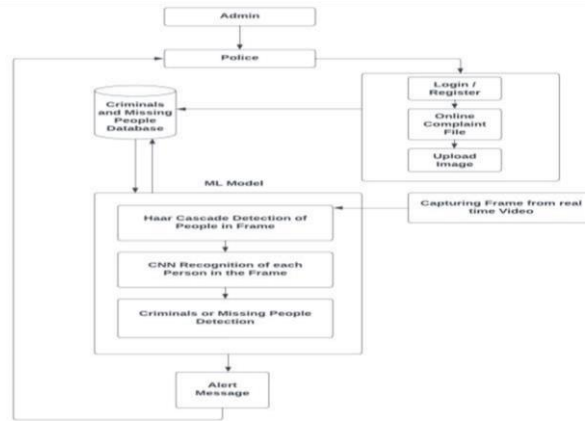 Admin
Police
Login /
Register
Online
Complaint
File
Upload
Image
Criminals
and Missing
People
Database
ML Model
Capturing Frame from real
time Video
Haar Cascade Detection of
People in Frame
CNN Recognition of each
Person in the Frame
Criminals or Missing People
Detection
Alert
Message